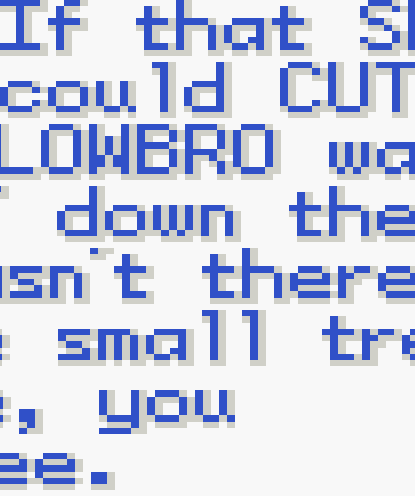 If that
could CUT
LOWBRO wa
down the
sn't there
small tre
, you
ee.